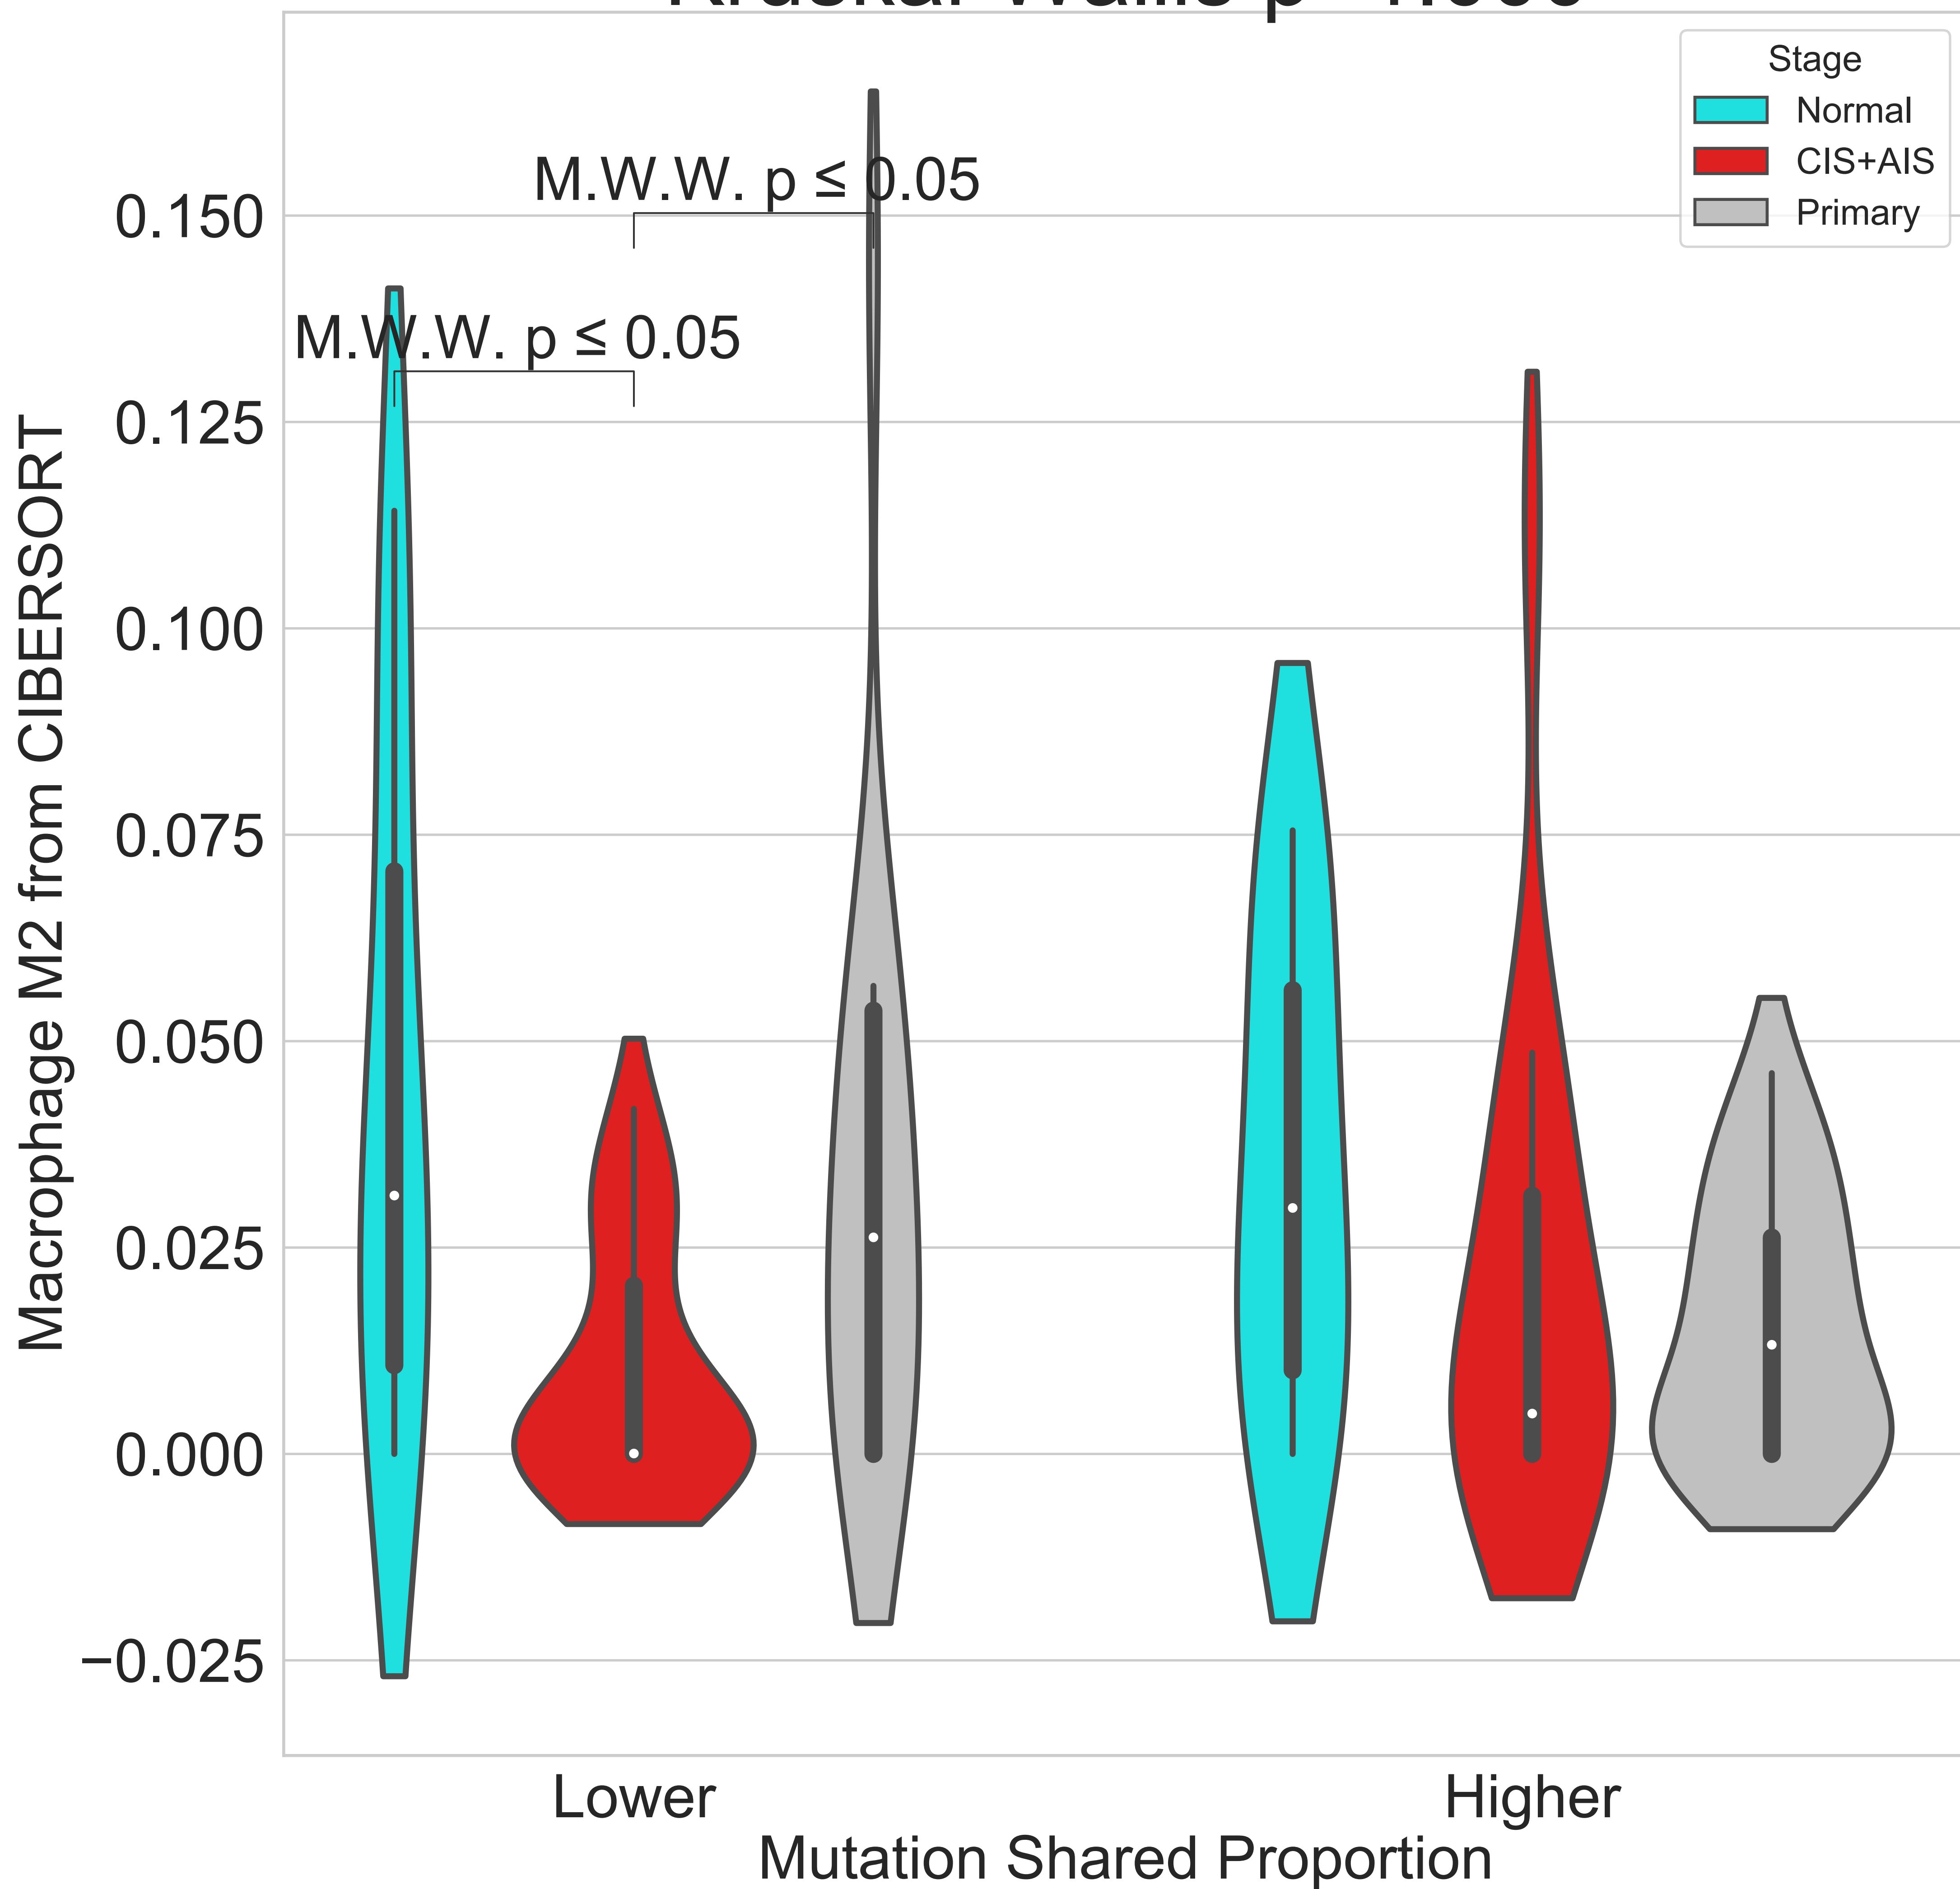 Stage
Normal
CIS+AIS
Primary
M.W.W. p ≤ 0.05
M.W.W. p ≤ 0.05
Macrophage M2 from CIBERSORT
0.150
0.125
0.100
0.075
0.050
0.025
0.000
−0.025
Lower
Higher
Mutation Shared Proportion